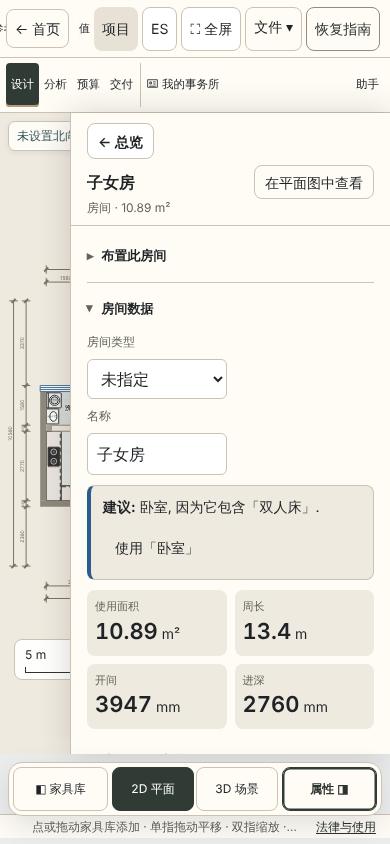 ← 首页
值
项目
ES
⛶ 全屏
文件 ▾
恢复指南
设计
分析
预算
交付
我的事务所
助手
未设置北
← 总览
子女房
房间 · 10.89 m²
在平面图中查看
▸ 布置此房间
▾ 房间数据
房间类型
未指定
名称
子女房
建议: 卧室, 因为它包含「双人床」.
使用「卧室」
使用面积
10.89 m²
周长
13.4 m
开间
3947 mm
进深
2760 mm
5 m
◧ 家具库
2D 平面
3D 场景
属性 ◨
点或拖动家具库添加 · 单指拖动平移 · 双指缩放 ·…
法律与使用